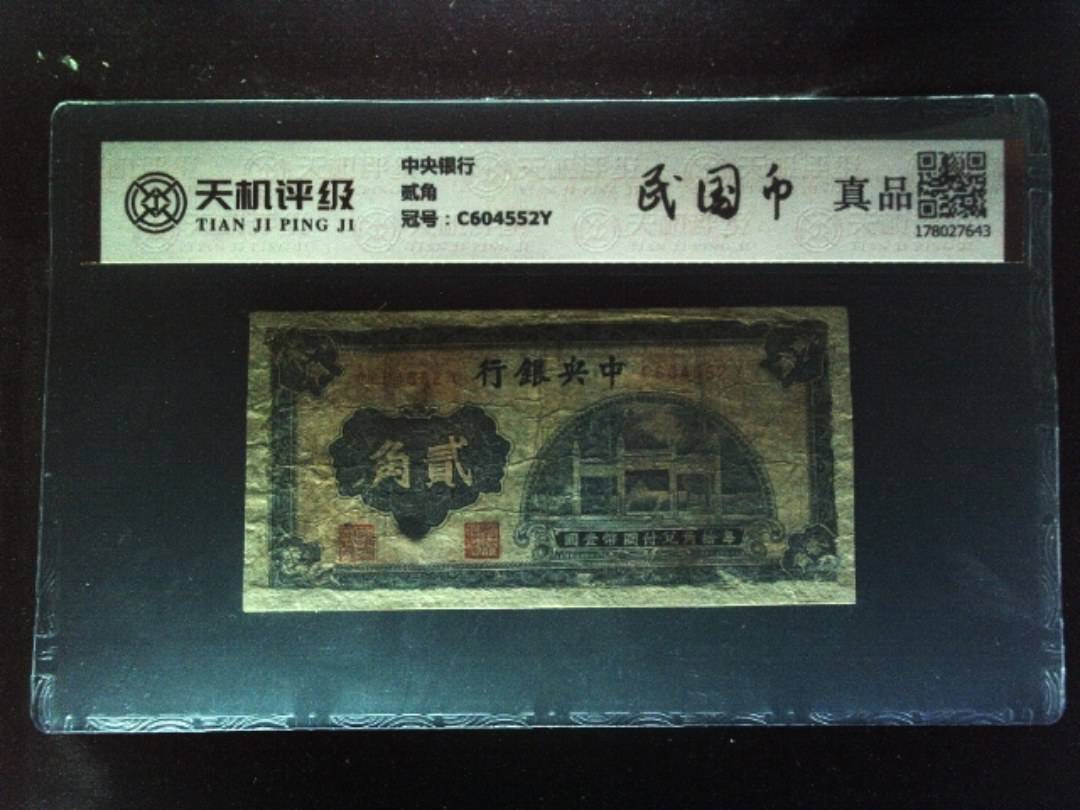 天机评级
TIAN JI PING JI
中央银行
贰角
冠号：C604552Y
民国币
真品
178027643
行銀央中
C604552Y
角貳